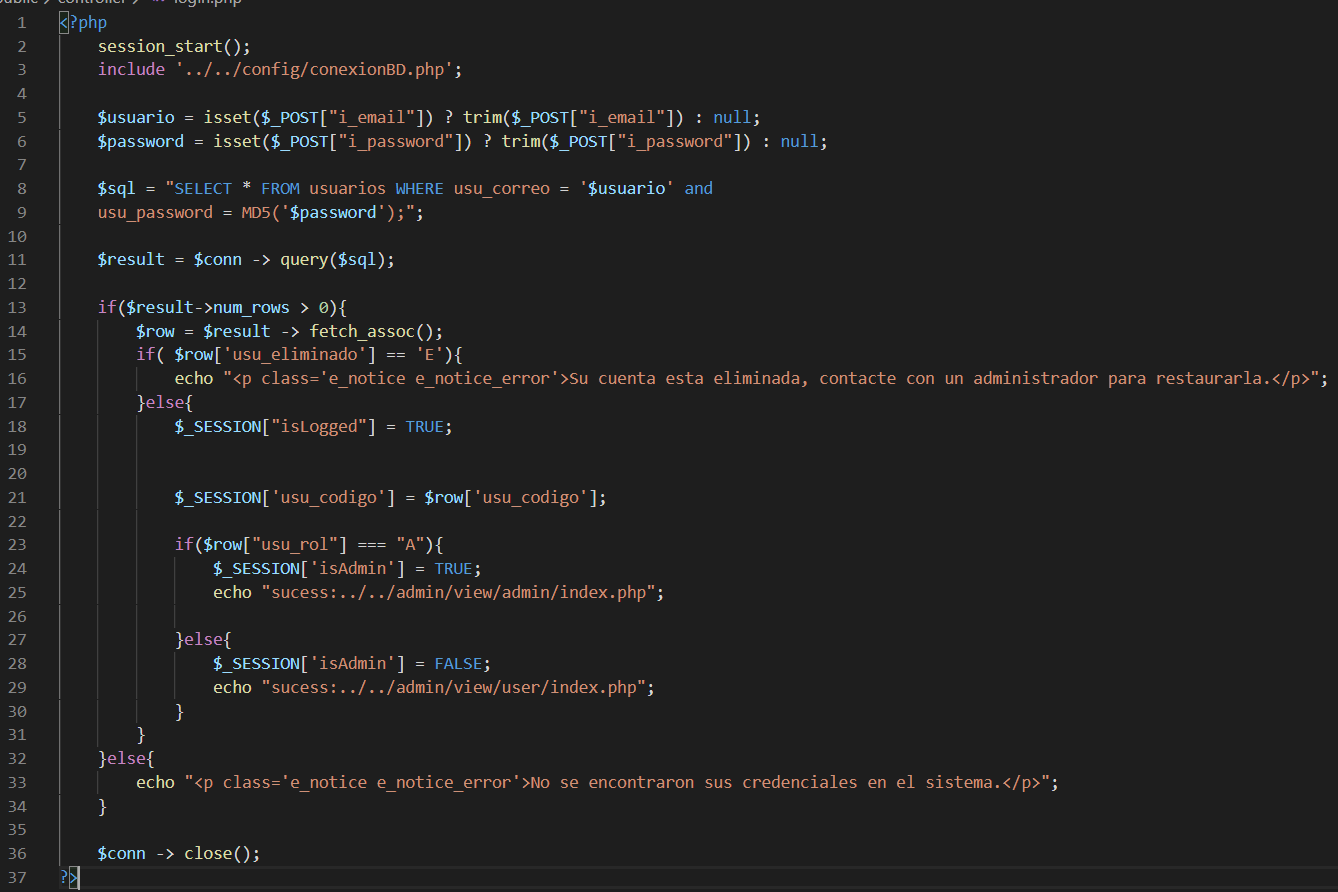 public > controller > login.php
1 <?php
2 session_start();
3 include '../../config/conexionBD.php';
4
5 $usuario = isset($_POST["i_email"]) ? trim($_POST["i_email"]) : null;
6 $password = isset($_POST["i_password"]) ? trim($_POST["i_password"]) : null;
7
8 $sql = "SELECT * FROM usuarios WHERE usu_correo = '$usuario' and
9 usu_password = MD5('$password');";
10
11 $result = $conn -> query($sql);
12
13 if($result->num_rows > 0){
14 $row = $result -> fetch_assoc();
15 if( $row['usu_eliminado'] == 'E'){
16 echo "<p class='e_notice e_notice_error'>Su cuenta esta eliminada, contacte con un administrador para restaurarla.</p>";
17 }else{
18 $_SESSION["isLogged"] = TRUE;
19
20
21 $_SESSION['usu_codigo'] = $row['usu_codigo'];
22
23 if($row["usu_rol"] === "A"){
24 $_SESSION['isAdmin'] = TRUE;
25 echo "sucess:../../admin/view/admin/index.php";
26
27 }else{
28 $_SESSION['isAdmin'] = FALSE;
29 echo "sucess:../../admin/view/user/index.php";
30 }
31 }
32 }else{
33 echo "<p class='e_notice e_notice_error'>No se encontraron sus credenciales en el sistema.</p>";
34 }
35
36 $conn -> close();
37 ?>